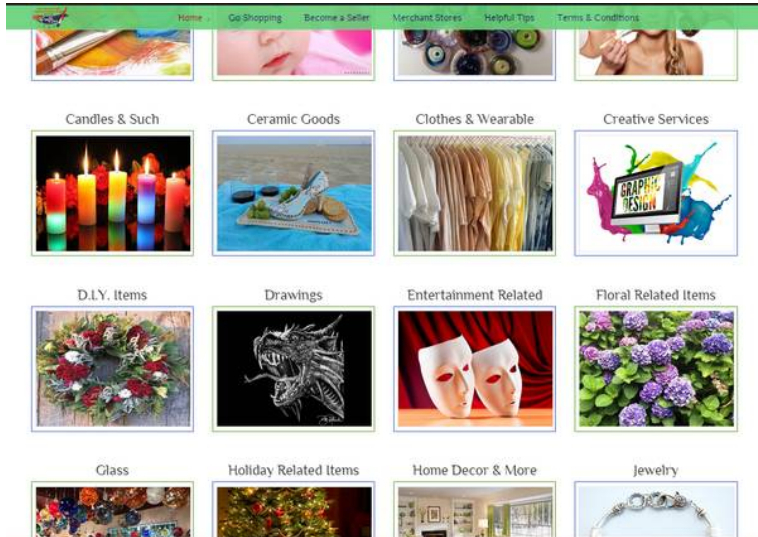 Home
Go Shopping
Become a Seller
Merchant Stores
Helpful Tips
Terms & Conditions
Candles & Such
Ceramic Goods
Clothes & Wearable
Creative Services
GRAPHIC
DESIGN
D.I.Y. Items
Drawings
Entertainment Related
Floral Related Items
Glass
Holiday Related Items
Home Decor & More
Jewelry